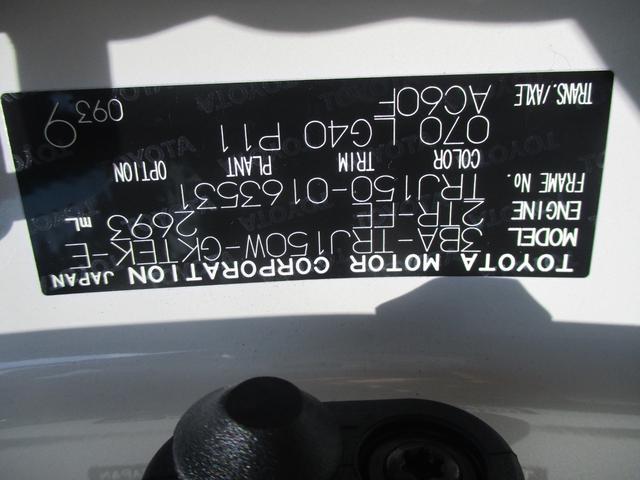 TOYOTA MOTOR CORPORATION JAPAN
MODEL 3BA-TRJ150W-GKTEK-E
ENGINE 2TR-FE 2693 mL
FRAME No. TRJ150-0163531
COLOR TRIM PLANT OPTION
070 LG40 P11
TRANS./AXLE AC60F 0939